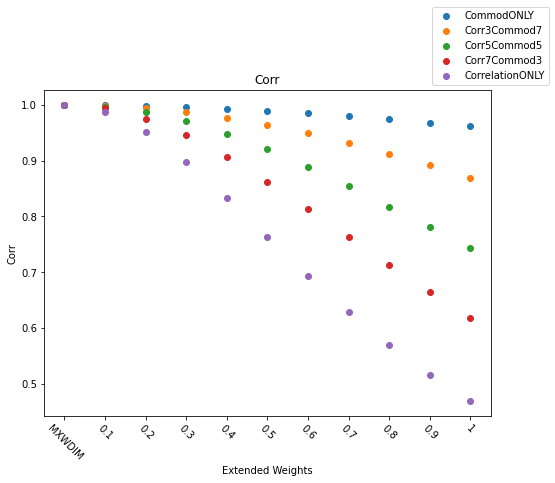 CommodONLY
Corr3Commod7
Corr5Commod5
Corr7Commod3
CorrelationONLY
Corr
Corr
1.0
0.9
0.8
0.7
0.6
0.5
MXWDIM
0.1
0.2
0.3
0.4
0.5
0.6
0.7
0.8
0.9
1
Extended Weights